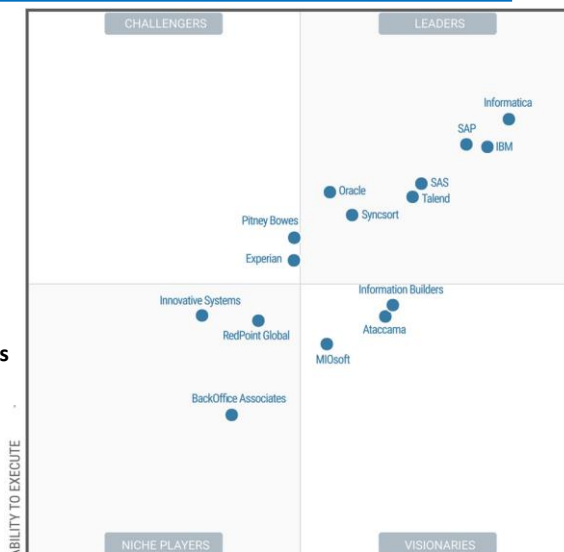 CHALLENGERS
LEADERS
Informatica
SAP
IBM
SAS
Oracle
Talend
Syncsort
Pitney Bowes
Experian
Information Builders
Innovative Systems
Ataccama
RedPoint Global
MIOsoft
s
BackOffice Associates
ABILITY TO EXECUTE
NICHE PLAYERS
VISIONARIES